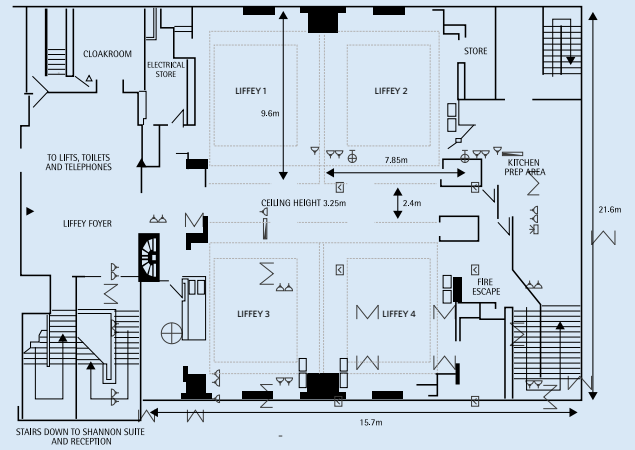 CLOAKROOM
ELECTRICAL
STORE
STORE
LIFFEY 1
LIFFEY 2
9.6m
TO LIFTS, TOILETS
AND TELEPHONES
7.85m
KITCHEN
PREP AREA
CEILING HEIGHT 3.25m
2.4m
21.6m
LIFFEY FOYER
FIRE
ESCAPE
LIFFEY 3
LIFFEY 4
15.7m
STAIRS DOWN TO SHANNON SUITE
AND RECEPTION